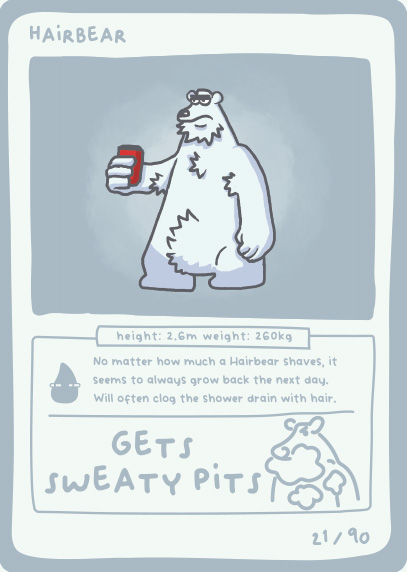 HAiRBEAR
height: 2.6m weight: 260kg
No matter how much a Hairbear shaves, it
seems to always grow back the next day.
Will often clog the shower drain with hair.
GETS
SWEATY PiTS
21/90